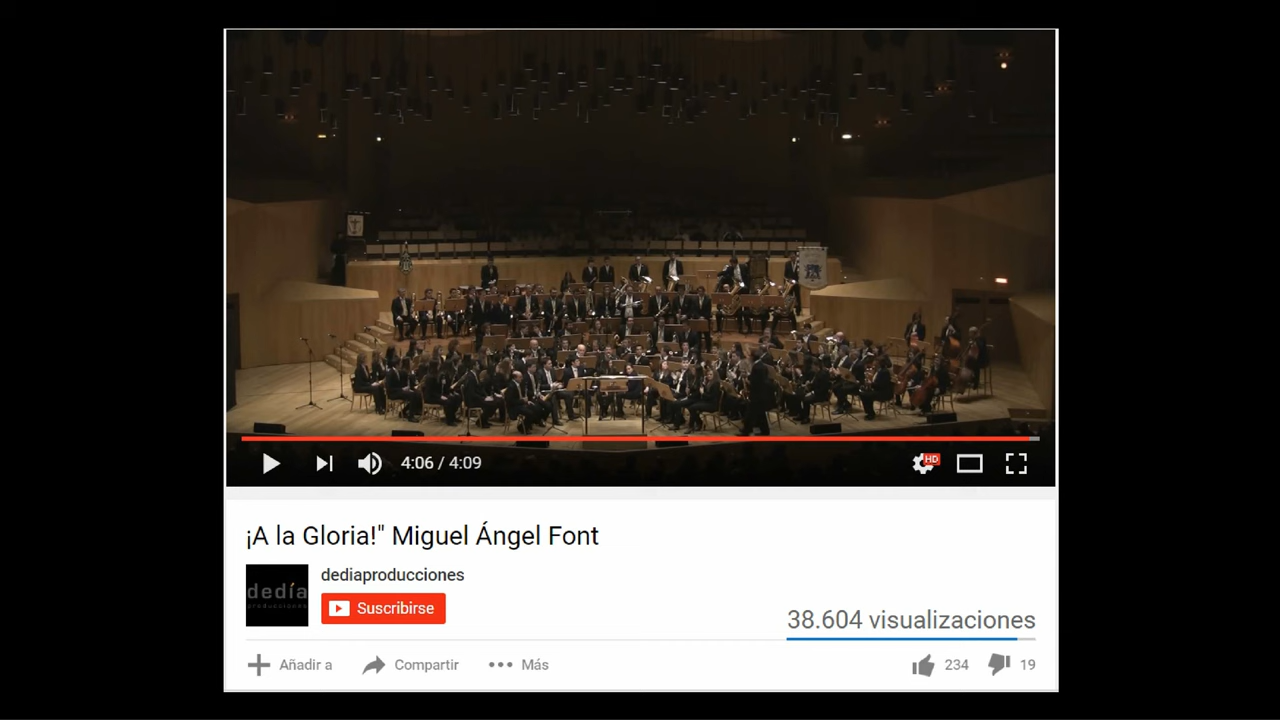 4:06 / 4:09
HD
¡A la Gloria!" Miguel Ángel Font
dedía
producciones
dediaproducciones
Suscribirse
38.604 visualizaciones
Añadir a
Compartir
Más
234
19